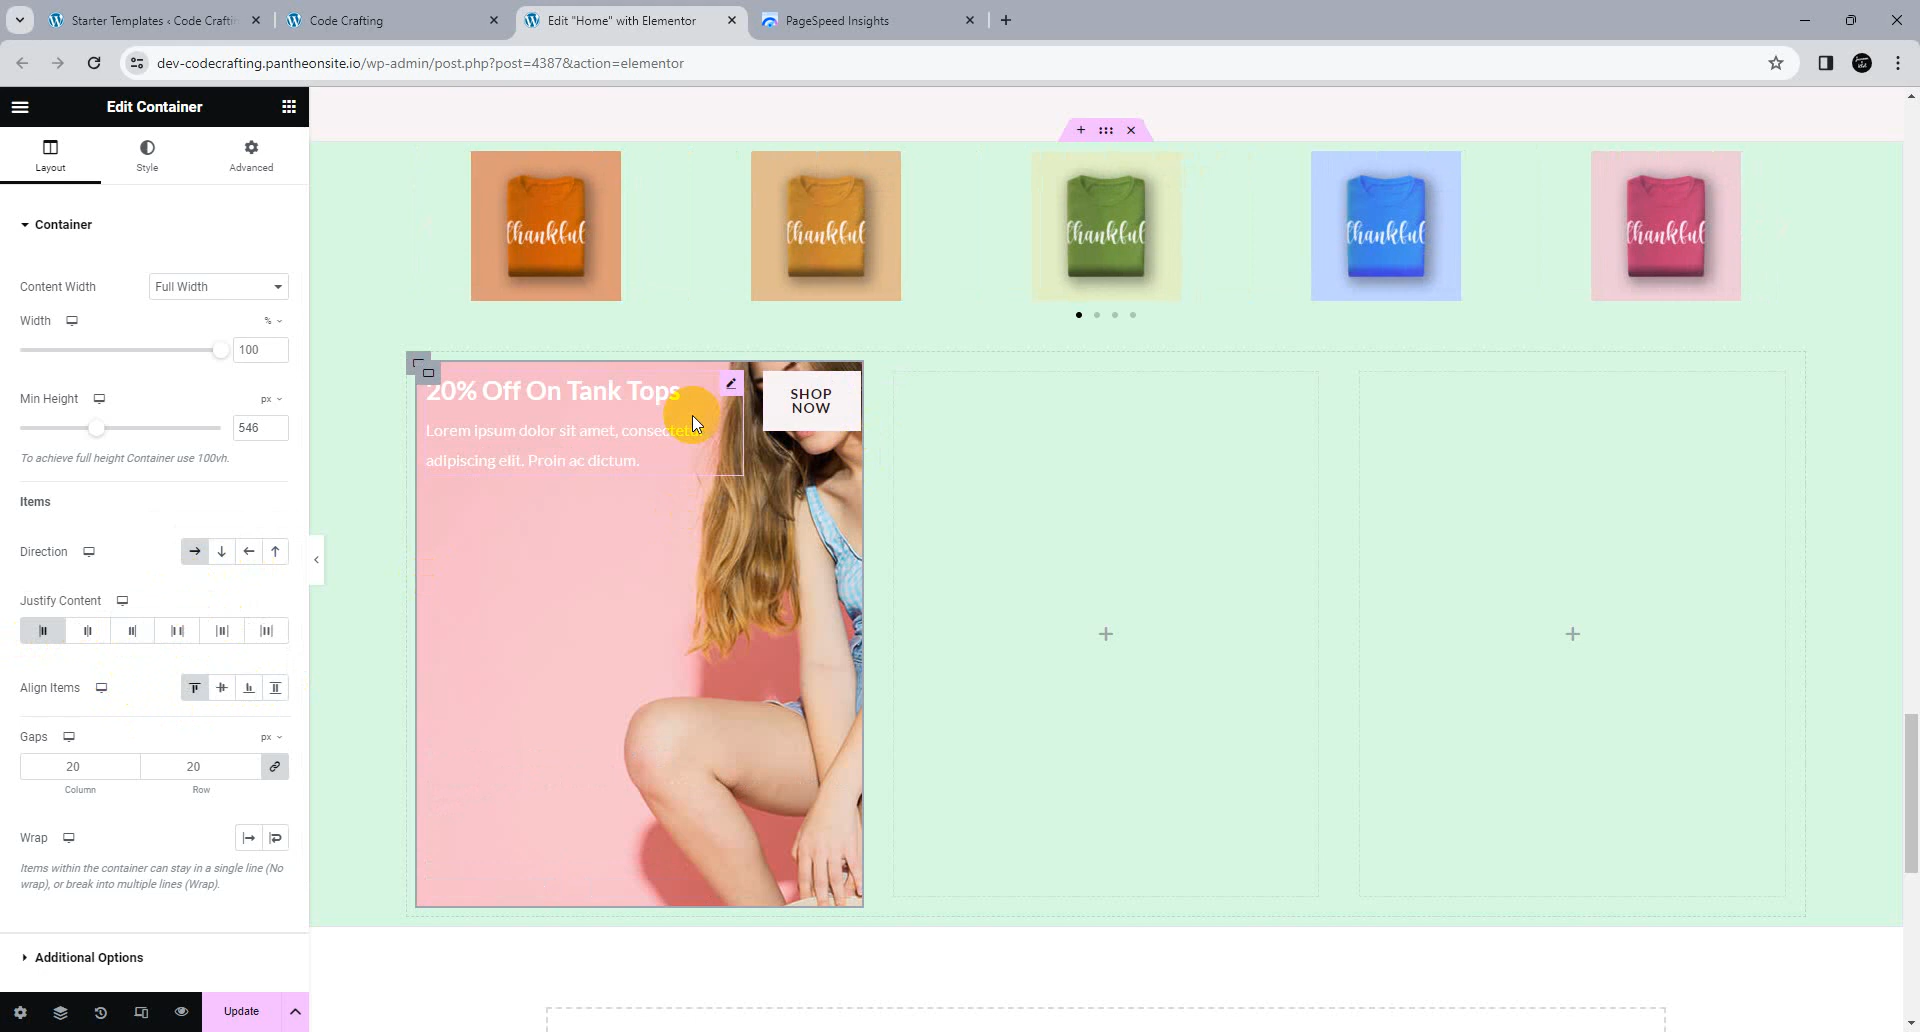 Starter Templates ‹ Code Craftin
Code Crafting
Edit "Home" with Elementor
PageSpeed Insights
dev-codecrafting.pantheonsite.io/wp-admin/post.php?post=4387&action=elementor
Edit Container
Layout
Style
Advanced
Container
Content Width
Full Width
Width
%
100
Min Height
px
546
To achieve full height Container use 100vh.
Items
Direction
Justify Content
Align Items
Gaps
px
20
20
Column
Row
Wrap
Items within the container can stay in a single line (No
wrap), or break into multiple lines (Wrap).
Additional Options
Update
thankful
thankful
thankful
thankful
thankful
20% Off On Tank Tops
Lorem ipsum dolor sit amet, consectetur
adipiscing elit. Proin ac dictum.
SHOP
NOW